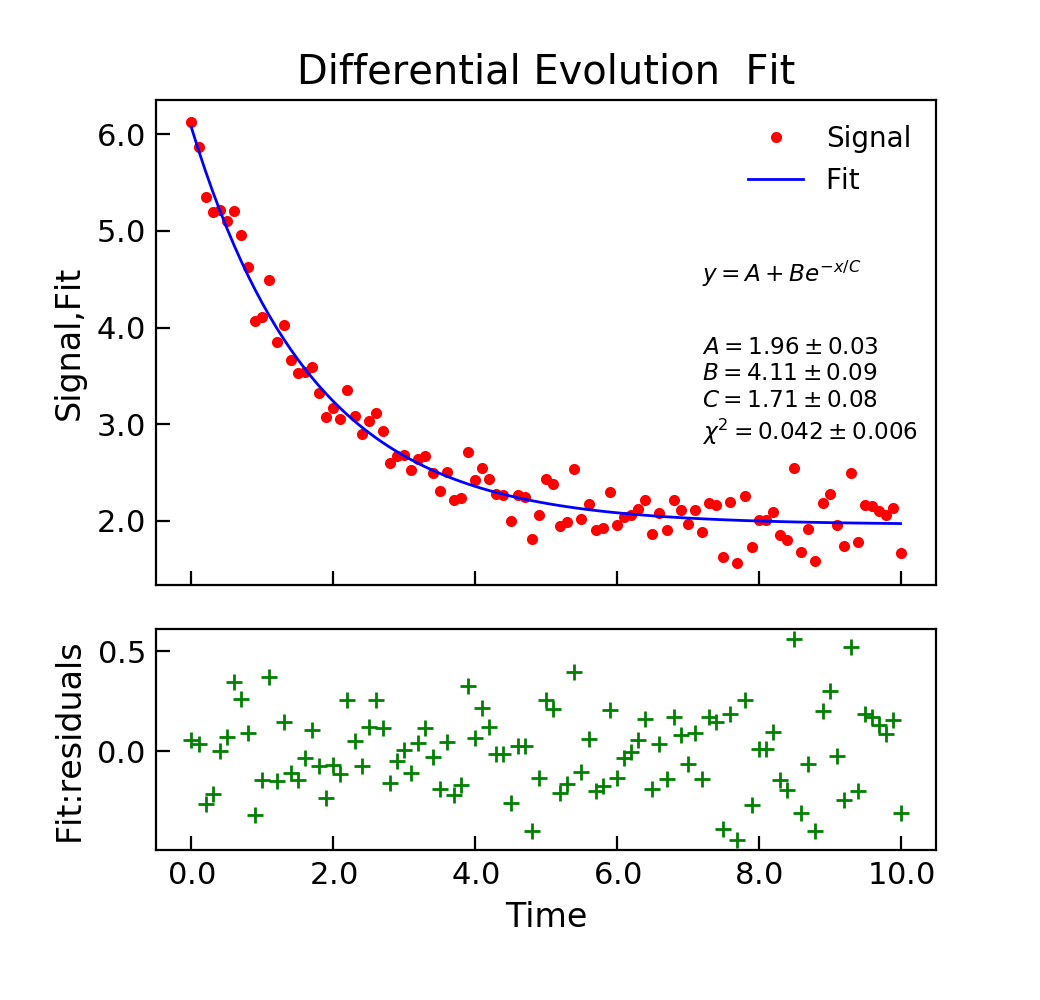 Differential Evolution  Fit
6.0
5.0
4.0
3.0
2.0
Signal,Fit
Signal
Fit
y = A + Be^{−x/C}
A = 1.96 ± 0.03
B = 4.11 ± 0.09
C = 1.71 ± 0.08
χ² = 0.042 ± 0.006
0.5
0.0
Fit:residuals
0.0 2.0 4.0 6.0 8.0 10.0
Time